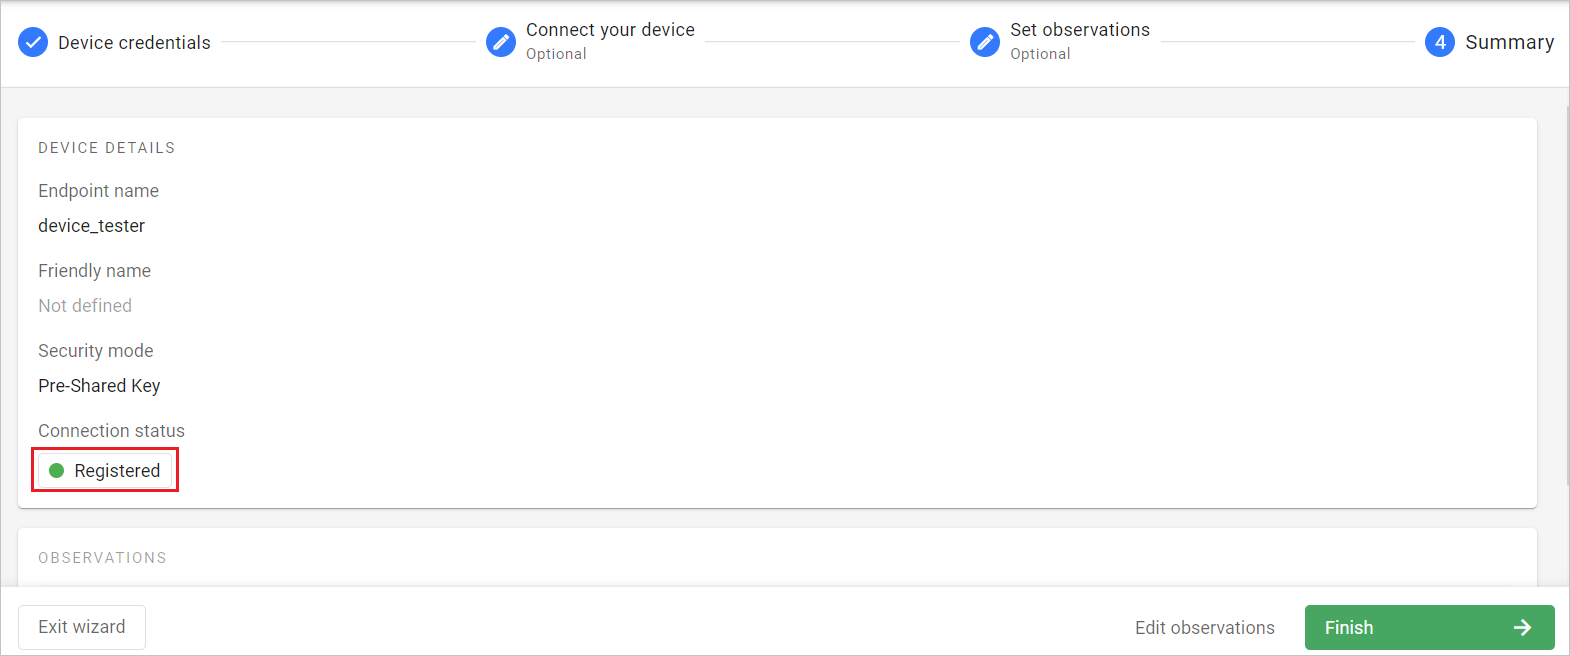 Device credentials
Connect your device
Optional
Set observations
Optional
4 Summary
DEVICE DETAILS
Endpoint name
device_tester
Friendly name
Not defined
Security mode
Pre-Shared Key
Connection status
Registered
OBSERVATIONS
Exit wizard
Edit observations
Finish